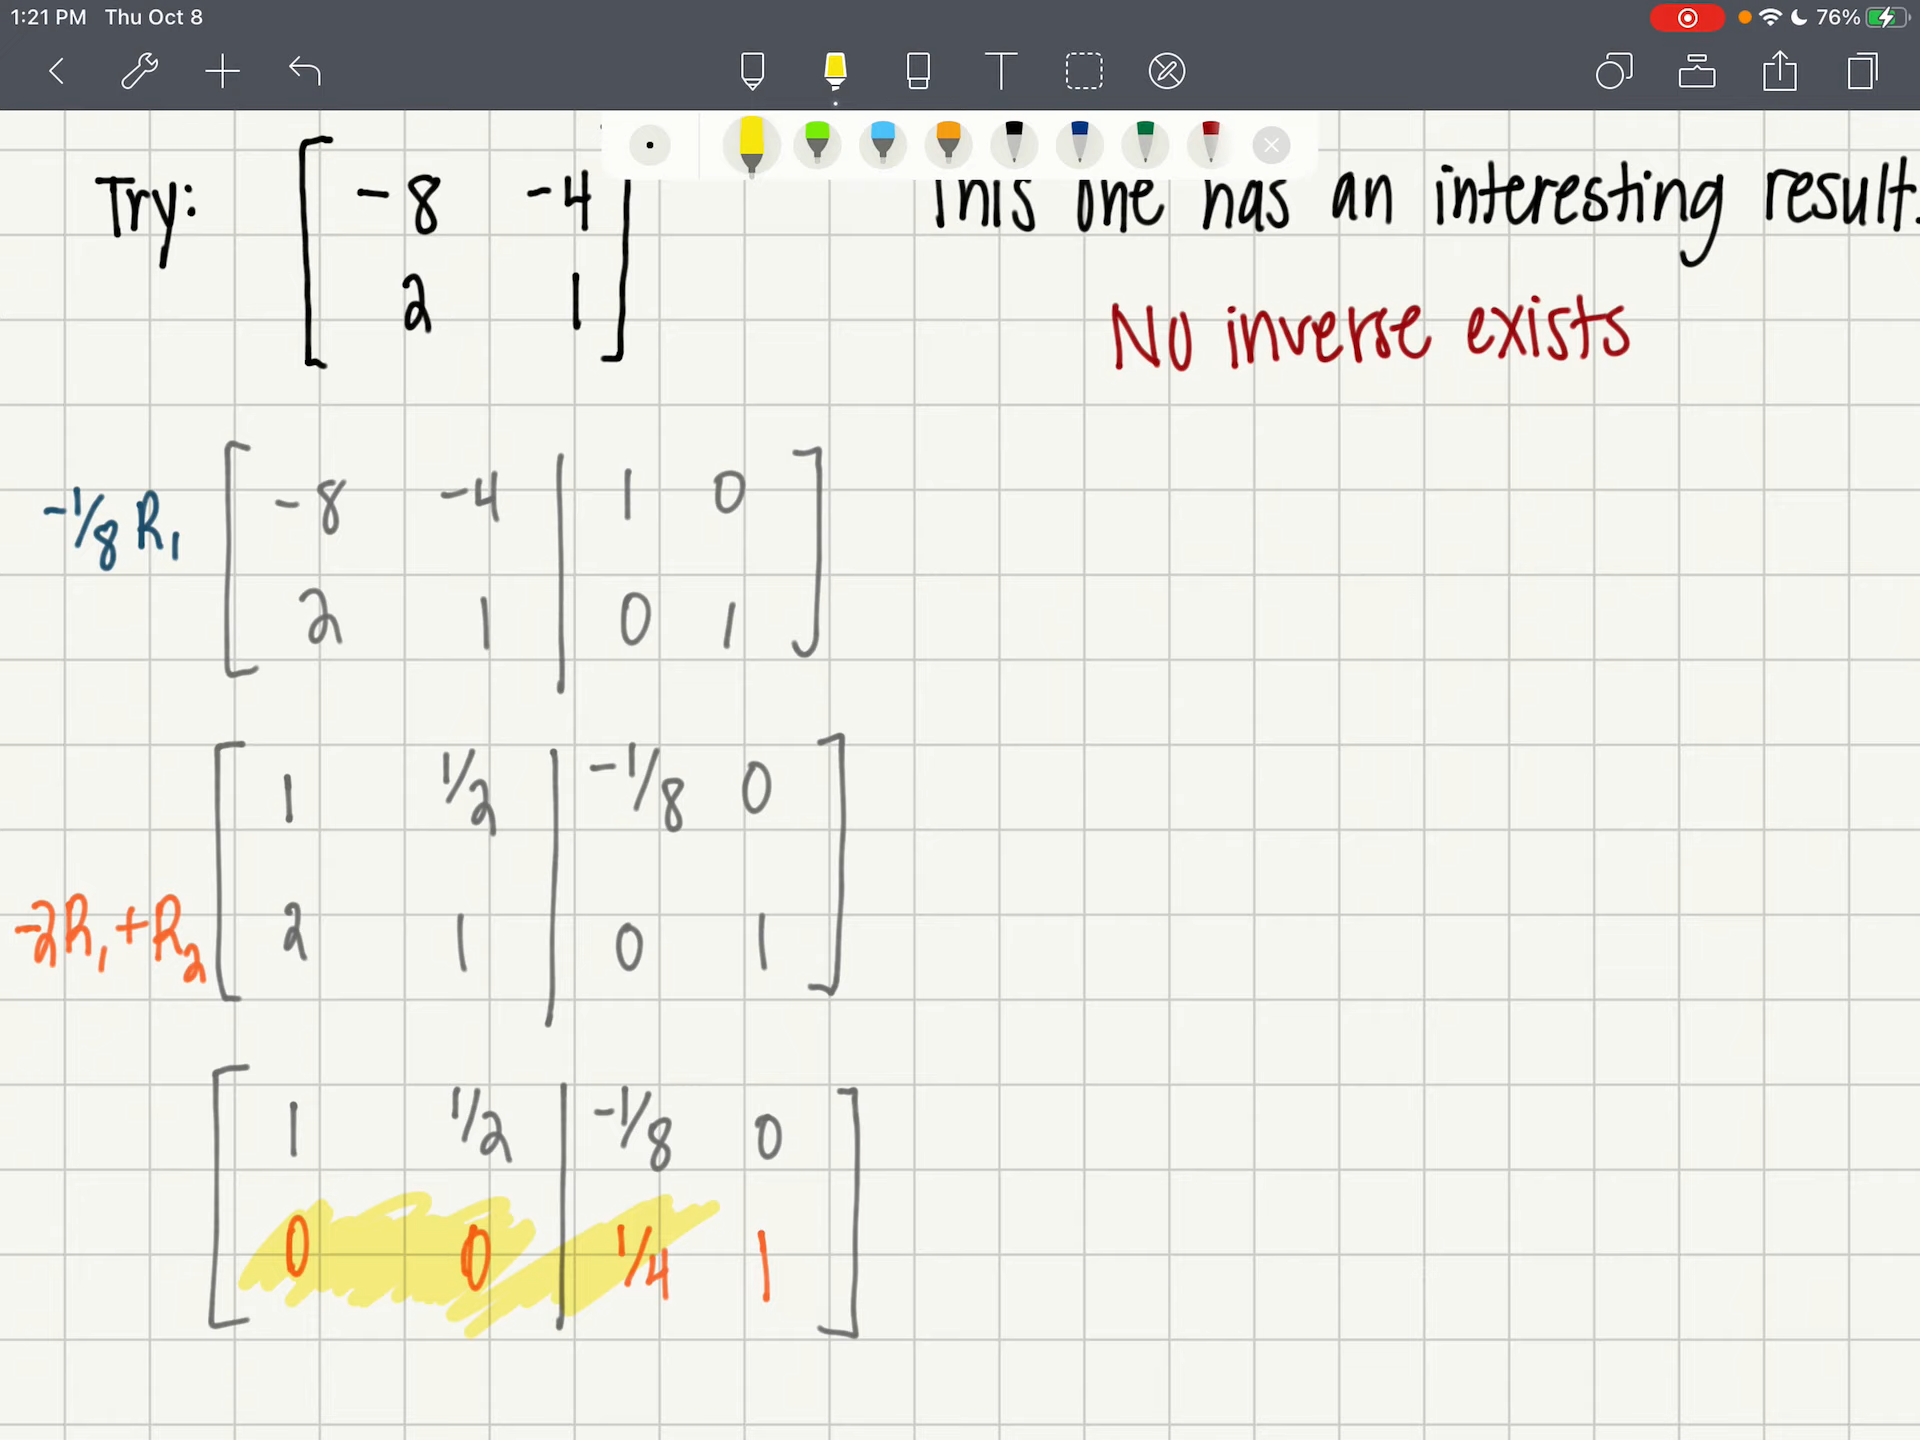 1:21 PM Thu Oct 8 76%
T
Try: [ -8 -4 ] This one has an interesting result.
[ 2 1 ] No inverse exists
-1/8 R₁ [ -8 -4 | 1 0 ]
[ 2 1 | 0 1 ]
[ 1 1/2 | -1/8 0 ]
-2R₁ + R₂ [ 2 1 | 0 1 ]
[ 1 1/2 | -1/8 0 ]
[ 0 0 | 1/4 1 ]